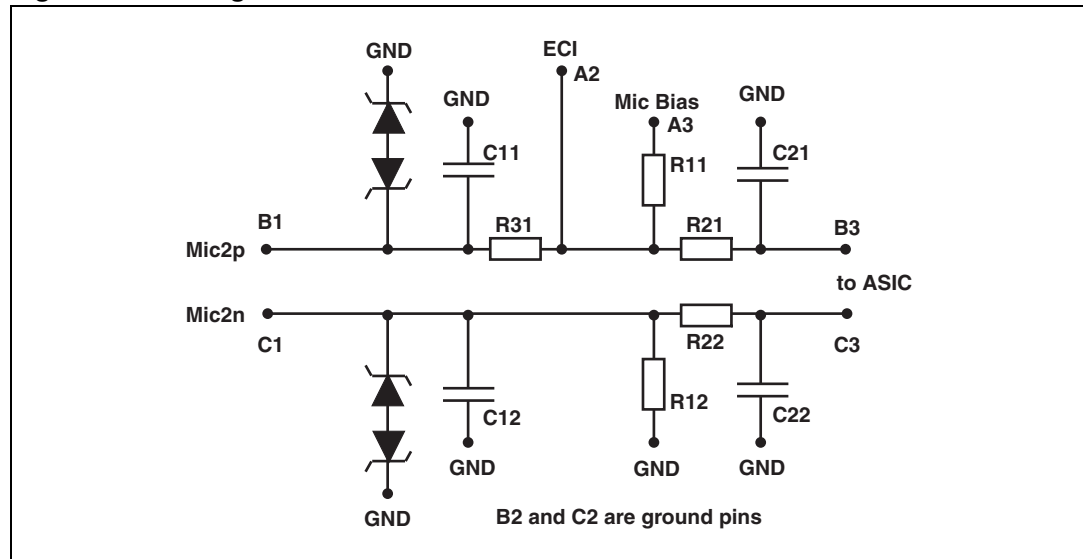 GND
ECI
A2
GND
Mic Bias
A3
GND
C11
R11
C21
B1
R31
R21
B3
Mic2p
to ASIC
Mic2n
C1
R22
C3
C12
R12
C22
GND
GND
GND
GND
B2 and C2 are ground pins